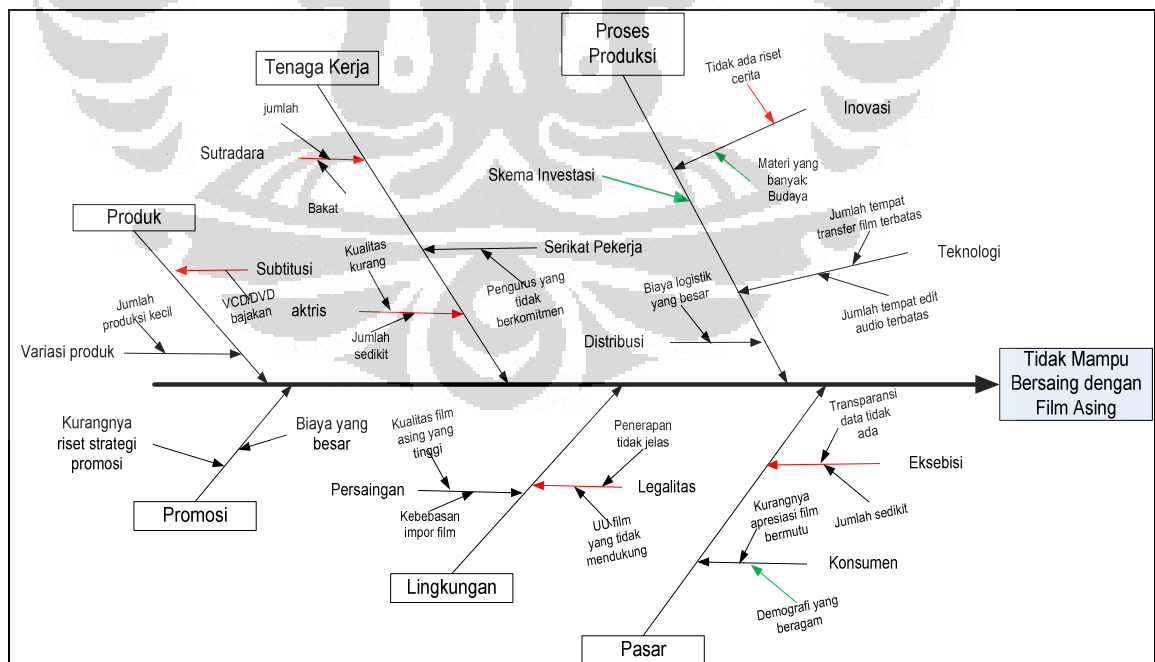 Proses
Produksi
Tenaga Kerja
Tidak ada riset
cerita
Inovasi
jumlah
Sutradara
Bakat
Materi yang
banyak:
Budaya
Skema Investasi
Produk
Jumlah tempat
transfer film terbatas
Teknologi
Jumlah tempat edit
audio terbatas
Kualitas
kurang
Serikat Pekerja
Pengurus yang
tidak
berkomitmen
Subtitusi
VCD/DVD
bajakan
aktris
Jumlah
sedikit
Biaya logistik
yang besar
Distribusi
Jumlah
produksi kecil
Variasi produk
Tidak Mampu
Bersaing dengan
Film Asing
Kurangnya
riset strategi
promosi
Biaya yang
besar
Promosi
Kualitas film
asing yang
tinggi
Persaingan
Kebebasan
impor film
Penerapan
tidak jelas
Legalitas
UU film
yang tidak
mendukung
Lingkungan
Transparansi
data tidak
ada
Eksebisi
Jumlah sedikit
Kurangnya
apresiasi film
bermutu
Konsumen
Demografi yang
beragam
Pasar